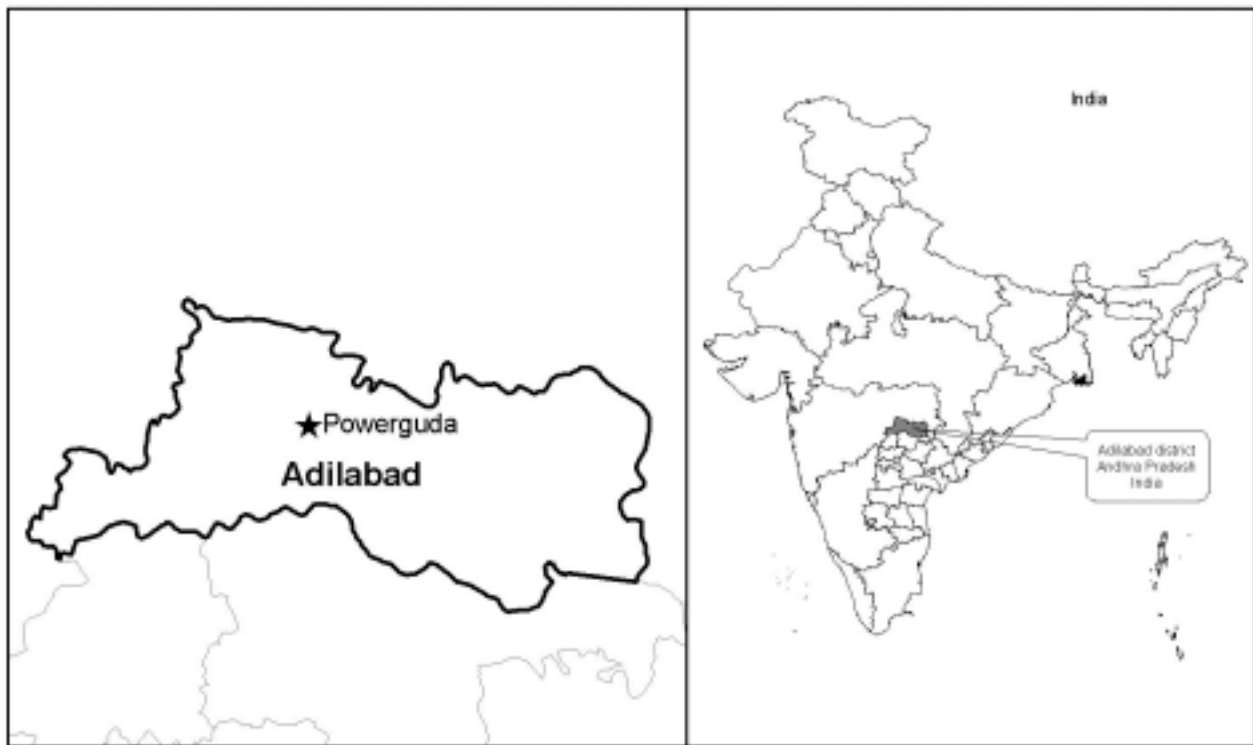 Powerguda
Adilabad
India
Adilabad district
Andhra Pradesh
India